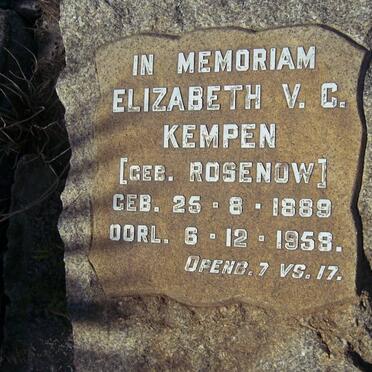 IN MEMORIAM
ELIZABETH V. C.
KEMPEN
[GEB. ROSENOW]
GEB. 25 · 8 · 1889
OORL. 6 · 12 · 1958.
OPENB. 7 VS. 17.